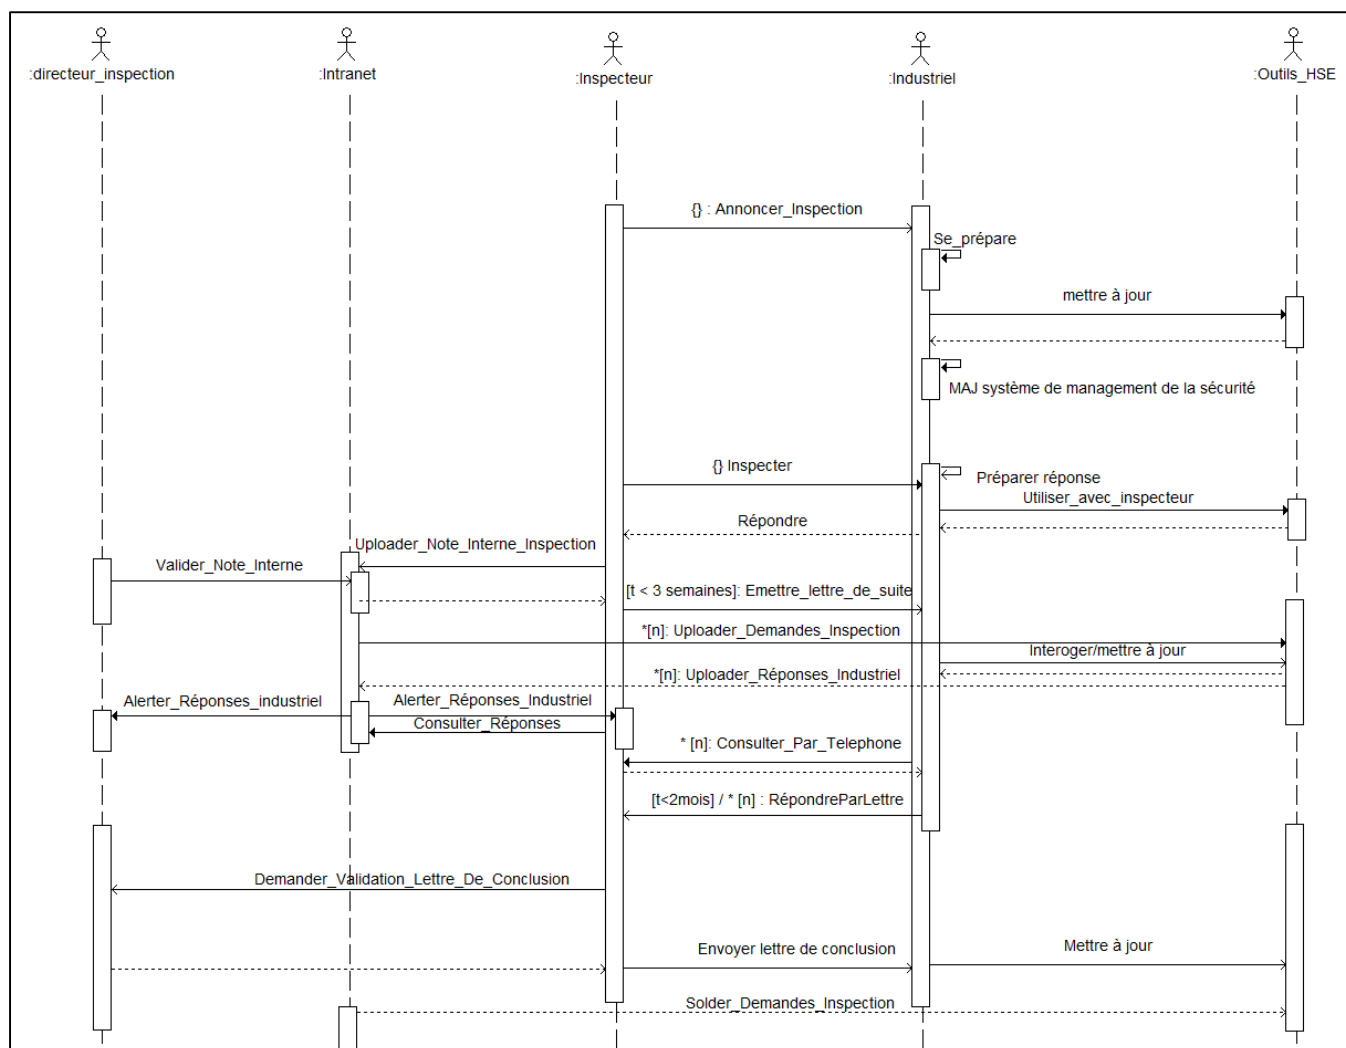 :directeur_inspection
:Intranet
:Inspecteur
:Industriel
:Outils_HSE
{} : Annoncer_Inspection
Se_prépare
mettre à jour
MAJ système de management de la sécurité
{} Inspecter
Préparer réponse
Utiliser_avec_inspecteur
Répondre
Uploader_Note_Interne_Inspection
Valider_Note_Interne
[t < 3 semaines]: Emettre_lettre_de_suite
*[n]: Uploader_Demandes_Inspection
Interoger/mettre à jour
*[n]: Uploader_Réponses_Industriel
Alerter_Réponses_industriel
Alerter_Réponses_Industriel
Consulter_Réponses
* [n]: Consulter_Par_Telephone
[t<2mois] / * [n] : RépondreParLettre
Demander_Validation_Lettre_De_Conclusion
Envoyer lettre de conclusion
Mettre à jour
Solder_Demandes_Inspection